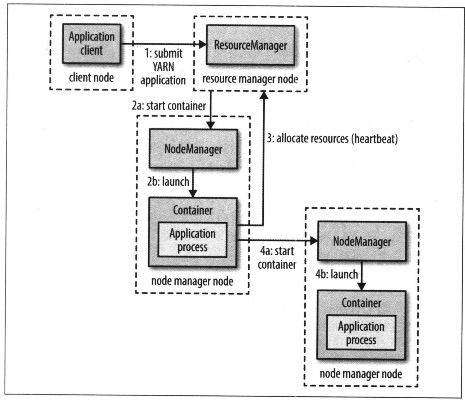 Application
client
client node
1: submit
YARN
application
ResourceManager
resource manager node
2a: start container
3: allocate resources (heartbeat)
NodeManager
2b: launch
Container
Application
process
node manager node
4a: start
container
NodeManager
4b: launch
Container
Application
process
node manager node